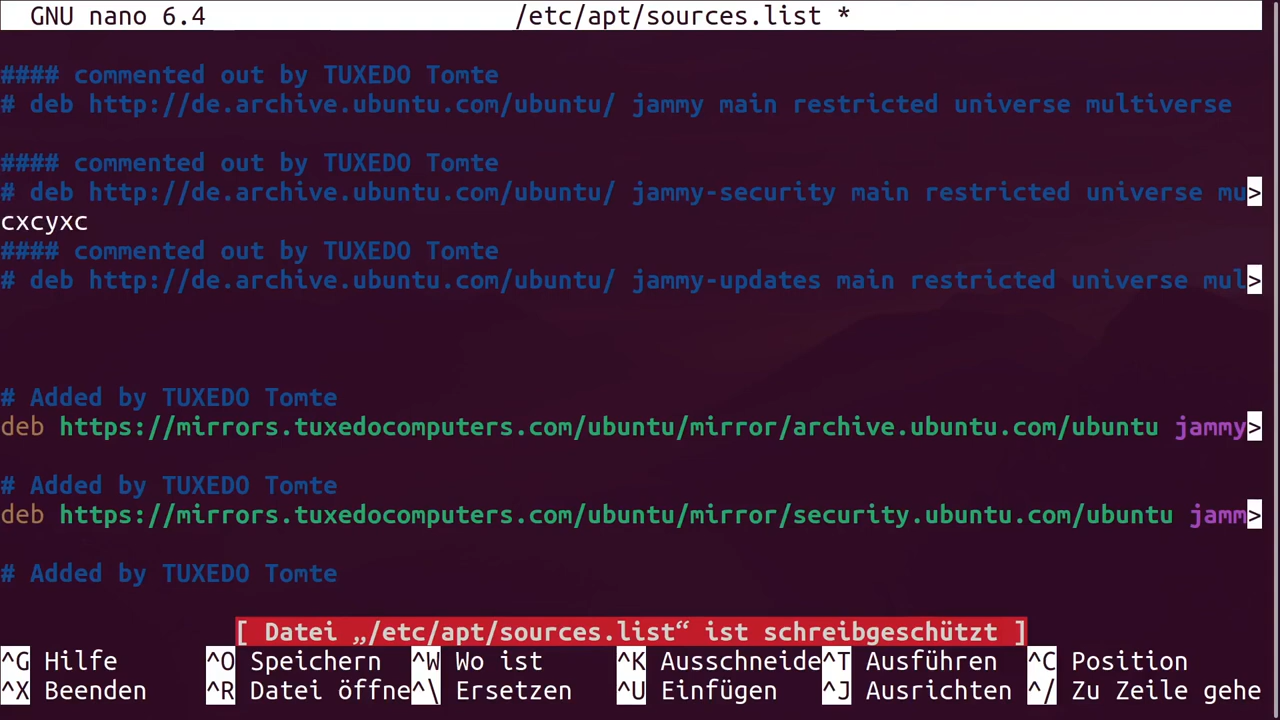 GNU nano 6.4 /etc/apt/sources.list *
#### commented out by TUXEDO Tomte
# deb http://de.archive.ubuntu.com/ubuntu/ jammy main restricted universe multiverse
#### commented out by TUXEDO Tomte
# deb http://de.archive.ubuntu.com/ubuntu/ jammy-security main restricted universe mu>
cxcyxc
#### commented out by TUXEDO Tomte
# deb http://de.archive.ubuntu.com/ubuntu/ jammy-updates main restricted universe mul>
# Added by TUXEDO Tomte
deb https://mirrors.tuxedocomputers.com/ubuntu/mirror/archive.ubuntu.com/ubuntu jammy>
# Added by TUXEDO Tomte
deb https://mirrors.tuxedocomputers.com/ubuntu/mirror/security.ubuntu.com/ubuntu jamm>
# Added by TUXEDO Tomte
[ Datei „/etc/apt/sources.list“ ist schreibgeschützt ]
^G Hilfe ^O Speichern ^W Wo ist ^K Ausschneide ^T Ausführen ^C Position
^X Beenden ^R Datei öffne ^\ Ersetzen ^U Einfügen ^J Ausrichten ^/ Zu Zeile gehe